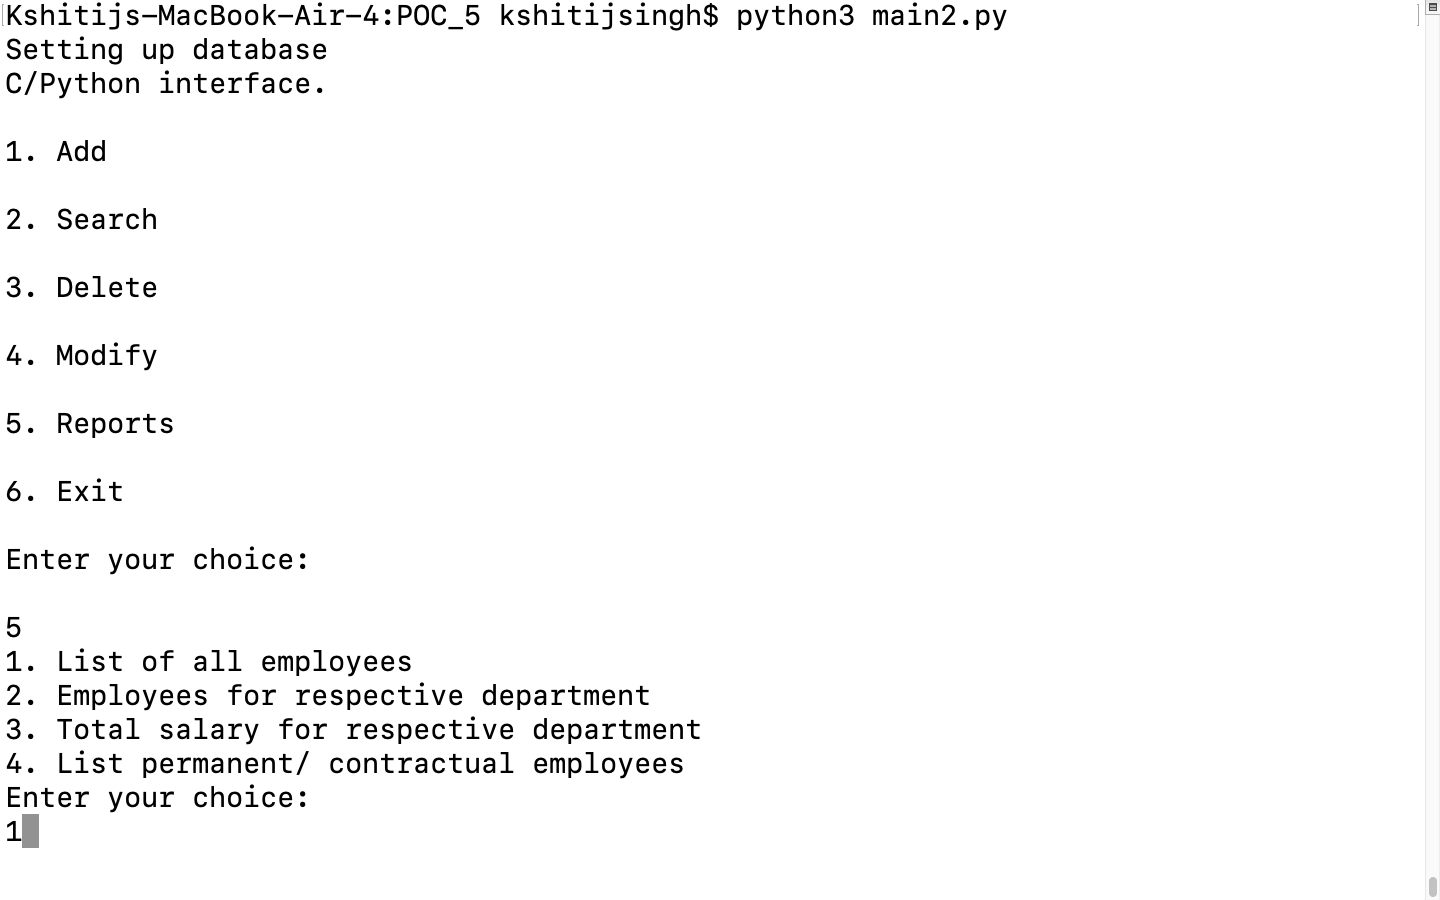 Kshitijs-MacBook-Air-4:POC_5 kshitijsingh$ python3 main2.py
Setting up database
C/Python interface.
1. Add
2. Search
3. Delete
4. Modify
5. Reports
6. Exit
Enter your choice:
5
1. List of all employees
2. Employees for respective department
3. Total salary for respective department
4. List permanent/ contractual employees
Enter your choice:
1